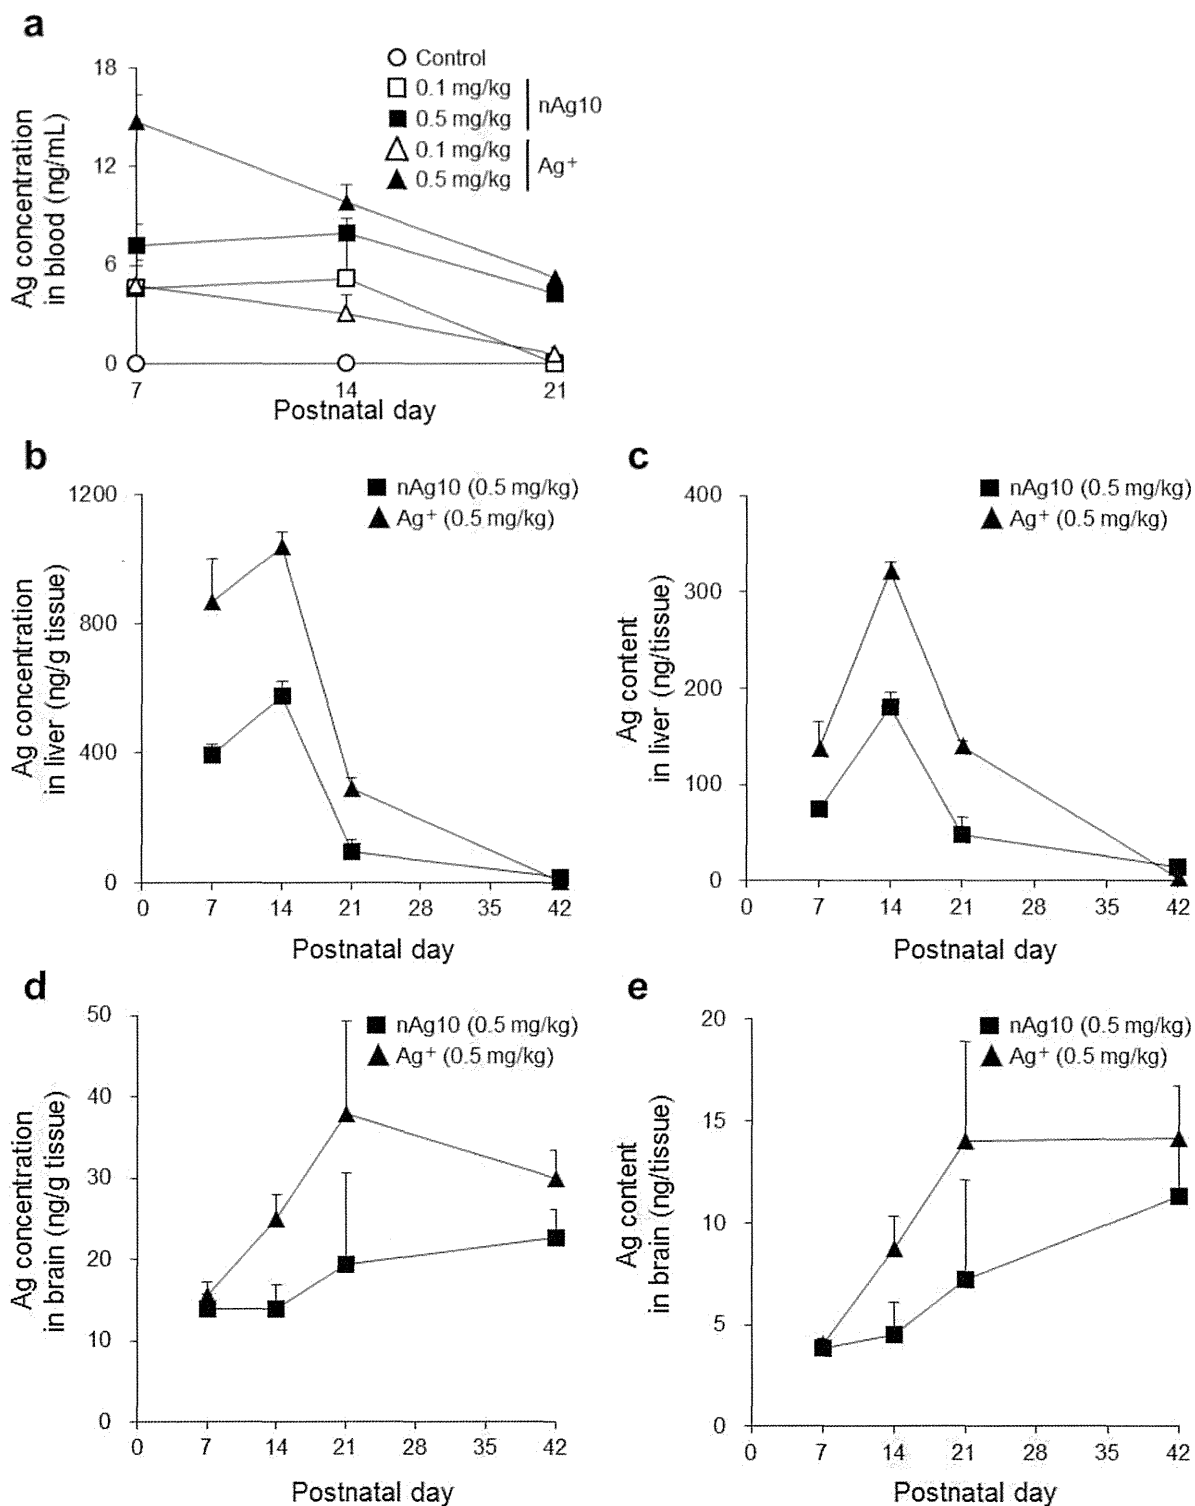 a
Ag concentration
in blood (ng/mL)
18
12
6
0
7
14
21
Postnatal day
Control
0.1 mg/kg
0.5 mg/kg
nAg10
0.1 mg/kg
0.5 mg/kg
Ag⁺
b
Ag concentration
in liver (ng/g tissue)
1200
800
400
0
0 7 14 21 28 35 42
Postnatal day
nAg10 (0.5 mg/kg)
Ag⁺ (0.5 mg/kg)
c
Ag content
in liver (ng/tissue)
400
300
200
100
0
0 7 14 21 28 35 42
Postnatal day
nAg10 (0.5 mg/kg)
Ag⁺ (0.5 mg/kg)
d
Ag concentration
in brain (ng/g tissue)
50
40
30
20
10
0
0 7 14 21 28 35 42
Postnatal day
nAg10 (0.5 mg/kg)
Ag⁺ (0.5 mg/kg)
e
Ag content
in brain (ng/tissue)
20
15
10
5
0
0 7 14 21 28 35 42
Postnatal day
nAg10 (0.5 mg/kg)
Ag⁺ (0.5 mg/kg)